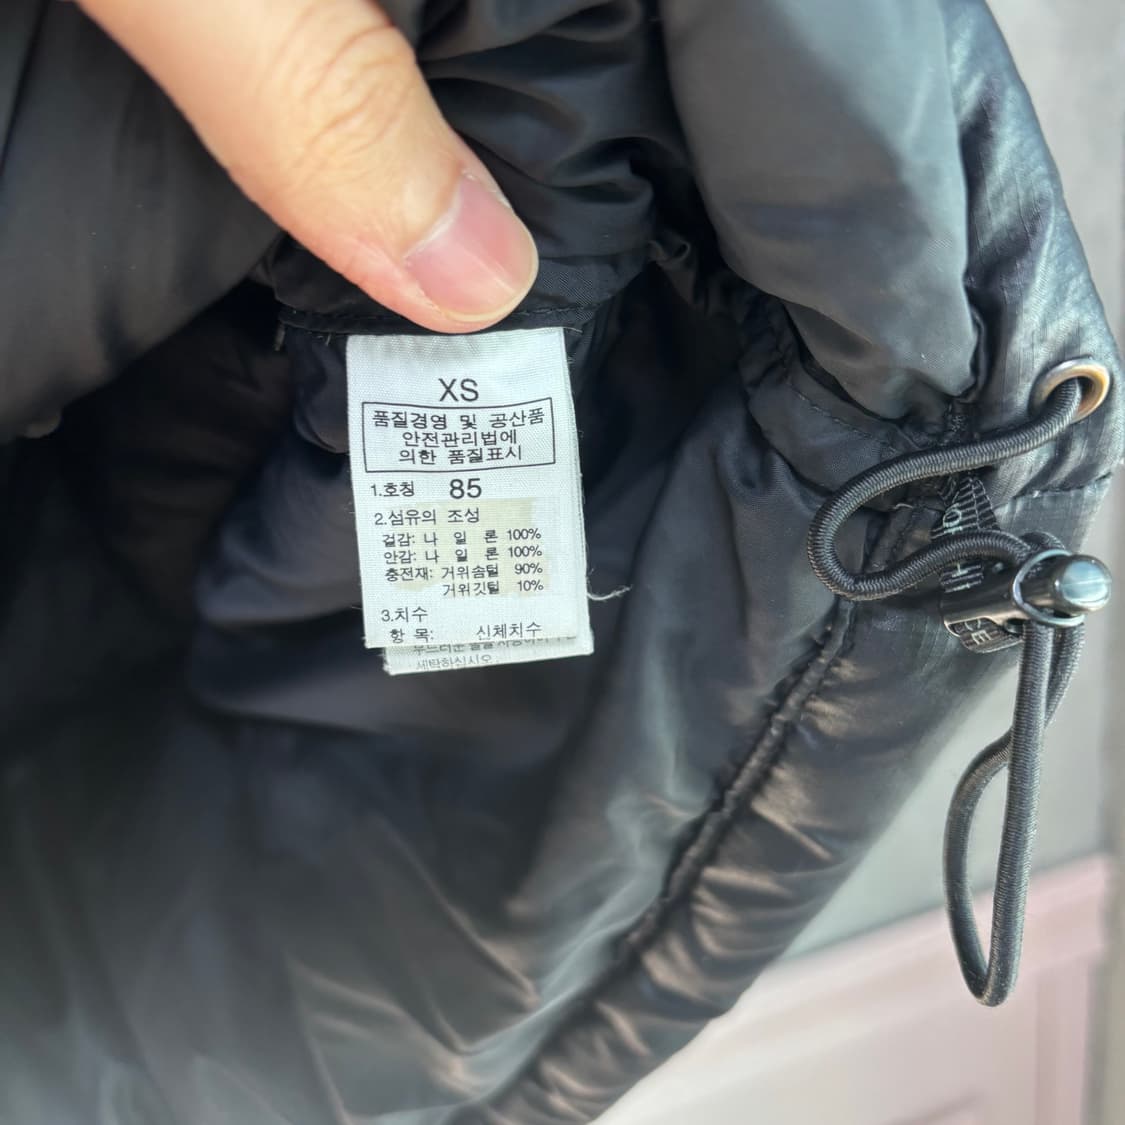 XS
품질경영 및 공산품
안전관리법에
의한 품질표시
1.호칭 85
2.섬유의 조성
겉감: 나 일 론 100%
안감: 나 일 론 100%
충전재: 거위솜털 90%
거위깃털 10%
3.치수
항 목: 신체치수
세탁하십시오